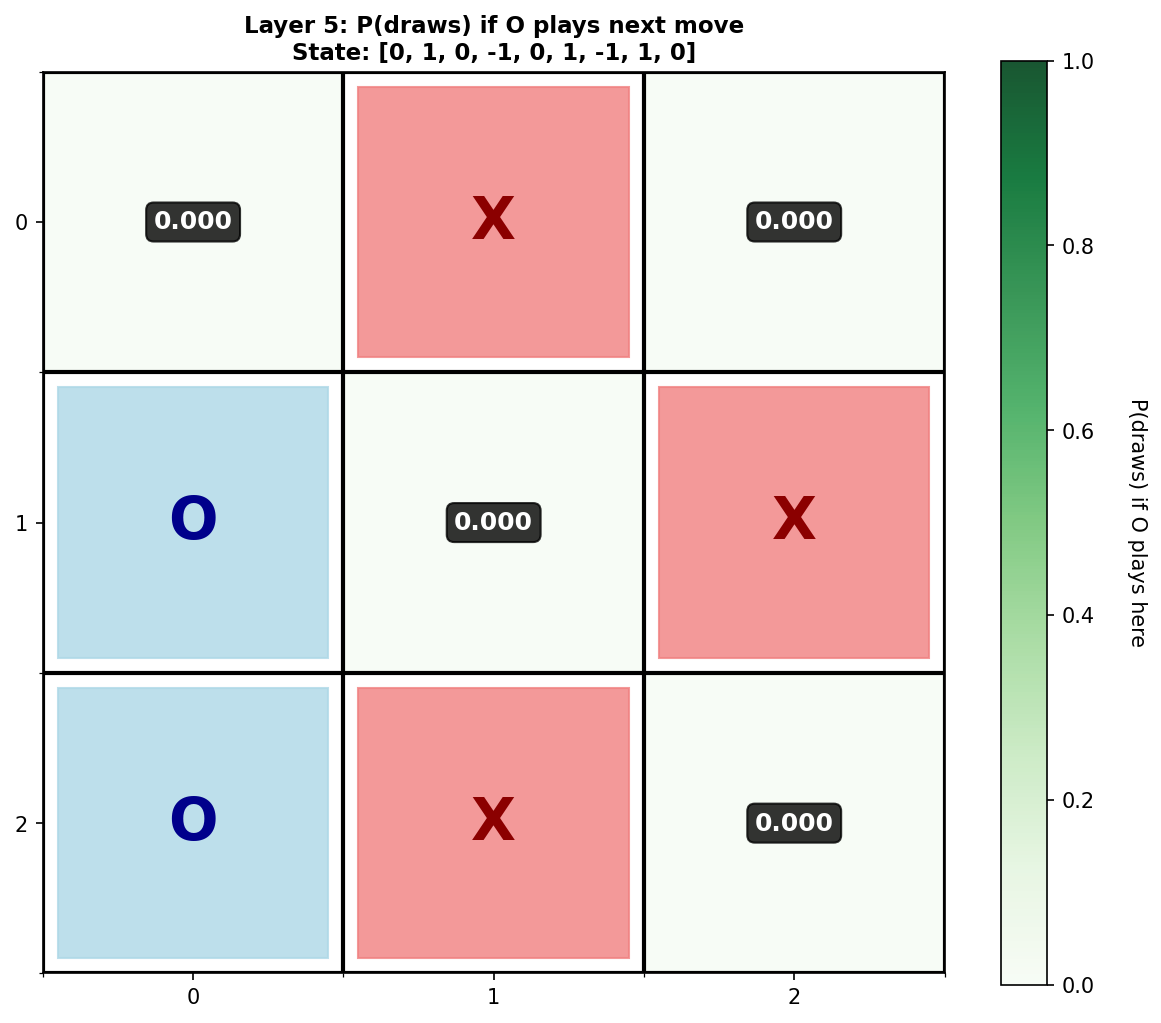 Layer 5: P(draws) if O plays next move
State: [0, 1, 0, -1, 0, 1, -1, 1, 0]
0.000 X 0.000
O 0.000 X
O X 0.000
0
1
2
0 1 2
1.0
0.8
0.6
0.4
0.2
0.0
P(draws) if O plays here